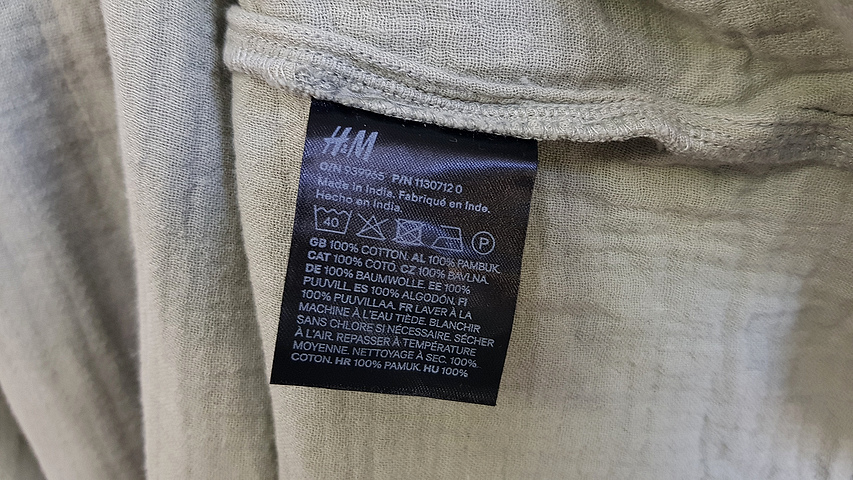 H&M
O/N 939965 P/N 1130712 0
Made in India. Fabriqué en Inde.
Hecho en India
40 P
GB 100% COTTON. AL 100% PAMBUK.
CAT 100% COTÓ. CZ 100% BAVLNA.
DE 100% BAUMWOLLE. EE 100%
PUUVILL. ES 100% ALGODÓN. FI
100% PUUVILLAA. FR LAVER À LA
MACHINE À L'EAU TIÈDE. BLANCHIR
SANS CHLORE SI NÉCESSAIRE. SÉCHER
À L'AIR. REPASSER À TEMPÉRATURE
MOYENNE. NETTOYAGE À SEC. 100%
COTON. HR 100% PAMUK. HU 100%